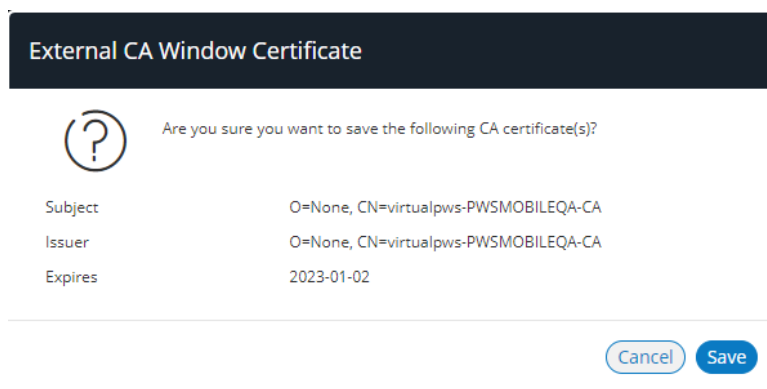 External CA Window Certificate
Are you sure you want to save the following CA certificate(s)?
Subject O=None, CN=virtualpws-PWSMOBILEQA-CA
Issuer O=None, CN=virtualpws-PWSMOBILEQA-CA
Expires 2023-01-02
Cancel Save